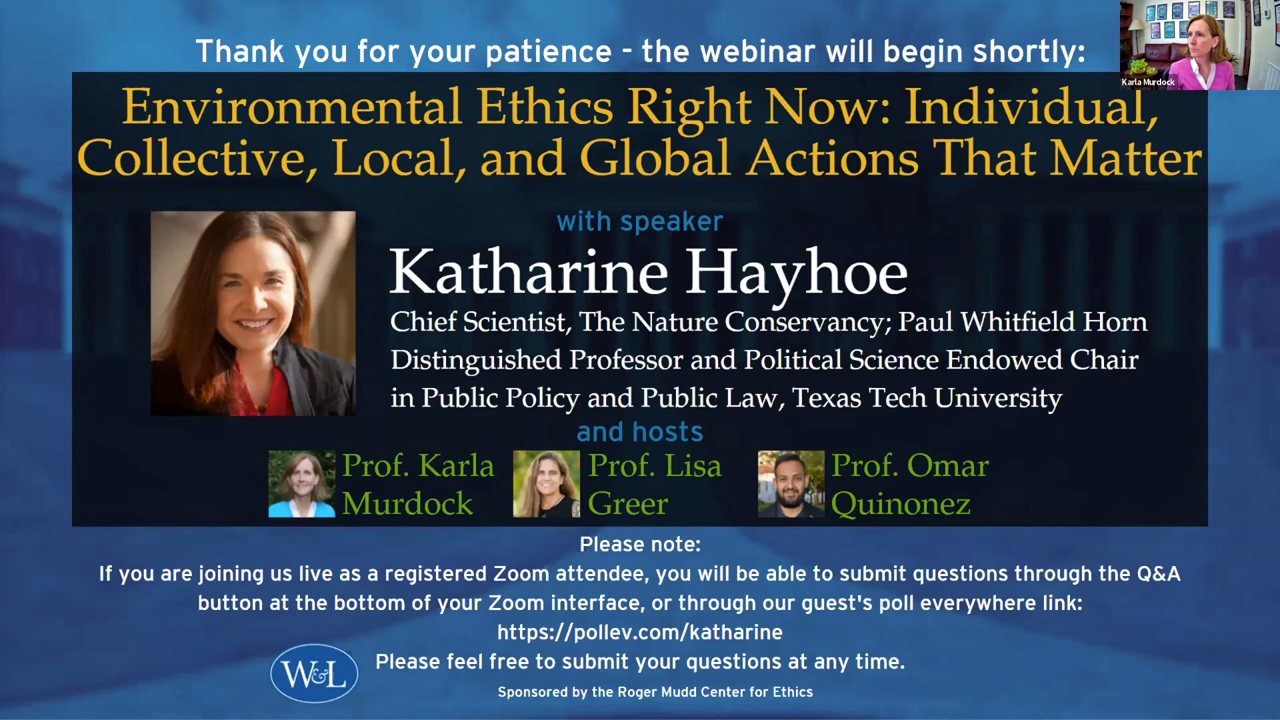 Thank you for your patience - the webinar will begin shortly:
Karla Murdock
Environmental Ethics Right Now: Individual,
Collective, Local, and Global Actions That Matter
with speaker
Katharine Hayhoe
Chief Scientist, The Nature Conservancy; Paul Whitfield Horn
Distinguished Professor and Political Science Endowed Chair
in Public Policy and Public Law, Texas Tech University
and hosts
Prof. Karla
Murdock
Prof. Lisa
Greer
Prof. Omar
Quinonez
Please note:
If you are joining us live as a registered Zoom attendee, you will be able to submit questions through the Q&A
button at the bottom of your Zoom interface, or through our guest's poll everywhere link:
https://pollev.com/katharine
Please feel free to submit your questions at any time.
W&L
Sponsored by the Roger Mudd Center for Ethics